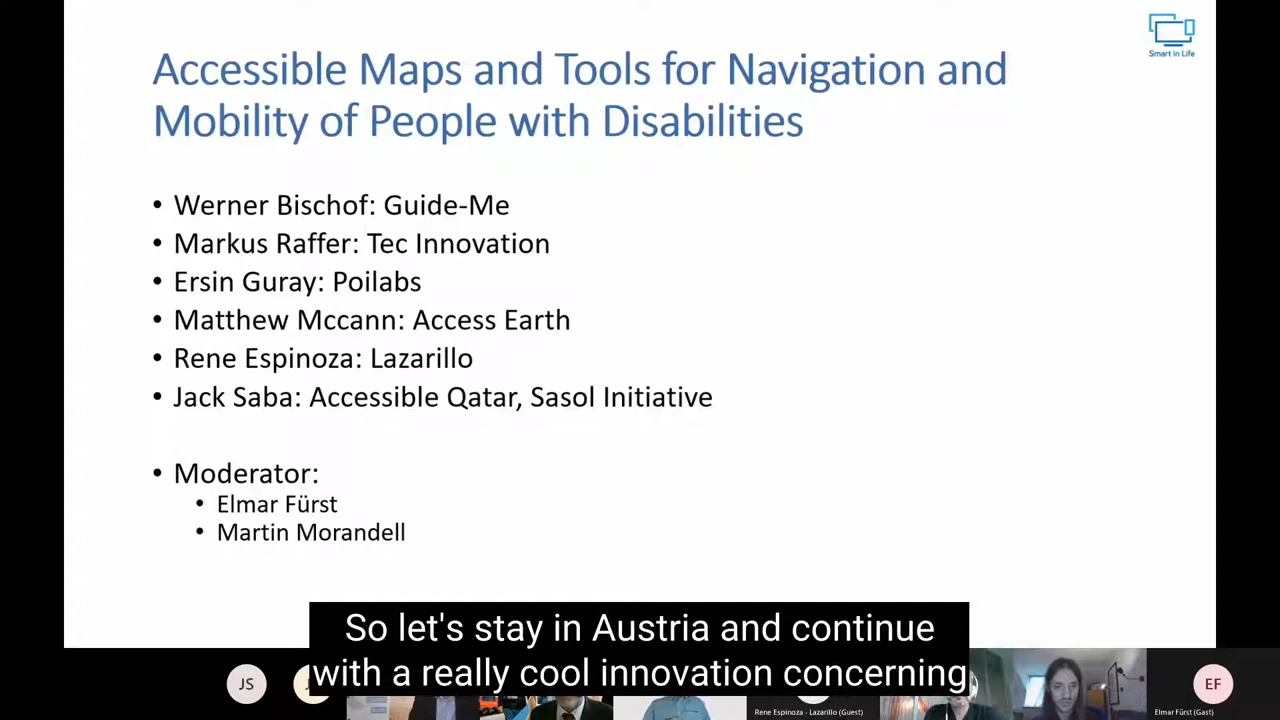 Smart In Life
Accessible Maps and Tools for Navigation and
Mobility of People with Disabilities
• Werner Bischof: Guide-Me
• Markus Raffer: Tec Innovation
• Ersin Guray: Poilabs
• Matthew Mccann: Access Earth
• Rene Espinoza: Lazarillo
• Jack Saba: Accessible Qatar, Sasol Initiative
• Moderator:
• Elmar Fürst
• Martin Morandell
So let's stay in Austria and continue
with a really cool innovation concerning
JS
Rene Espinoza - Lazarillo (Guest)
EF
Elmar Fürst (Gast)